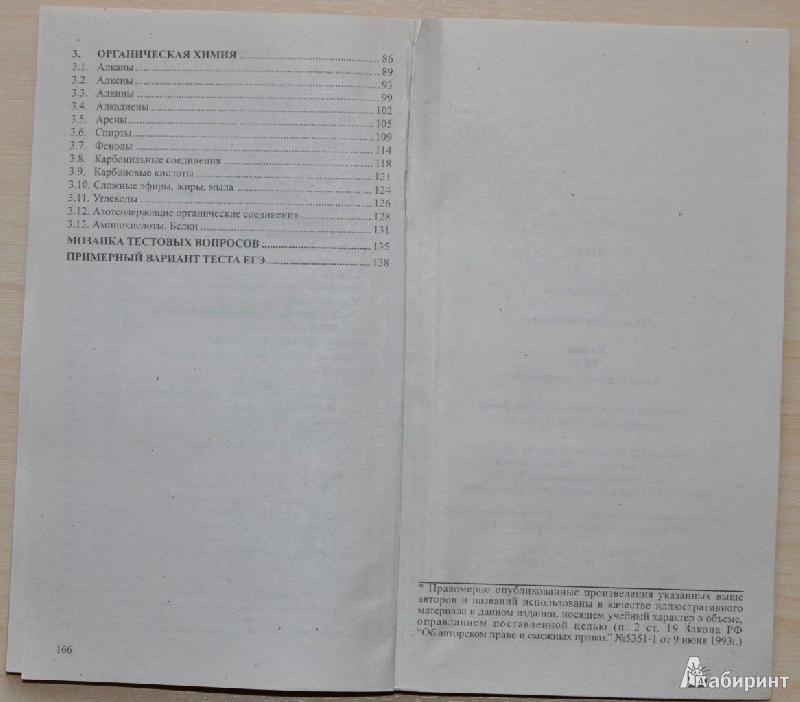 3. ОРГАНИЧЕСКАЯ ХИМИЯ 86
3.1. Алканы 89
3.2. Алкены 93
3.3. Алкины 99
3.4. Алкадиены 102
3.5. Арены 105
3.6. Спирты 109
3.7. Фенолы 114
3.8. Карбонильные соединения 118
3.9. Карбоновые кислоты 121
3.10. Сложные эфиры, жиры, мыла 124
3.11. Углеводы 126
3.12. Азотсодержащие органические соединения 128
3.13. Аминокислоты. Белки 131
МОЗАИКА ТЕСТОВЫХ ВОПРОСОВ 135
ПРИМЕРНЫЙ ВАРИАНТ ТЕСТА ЕГЭ 138
166
* Правомерно опубликованные произведения указанных выше
авторов и названий использованы в качестве иллюстративного
материала в данном издании, носящем учебный характер в объеме,
оправданном поставленной целью (п. 2 ст. 19 Закона РФ
"Об авторском праве и смежных правах" №5351-1 от 9 июня 1993г.)
Лабиринт